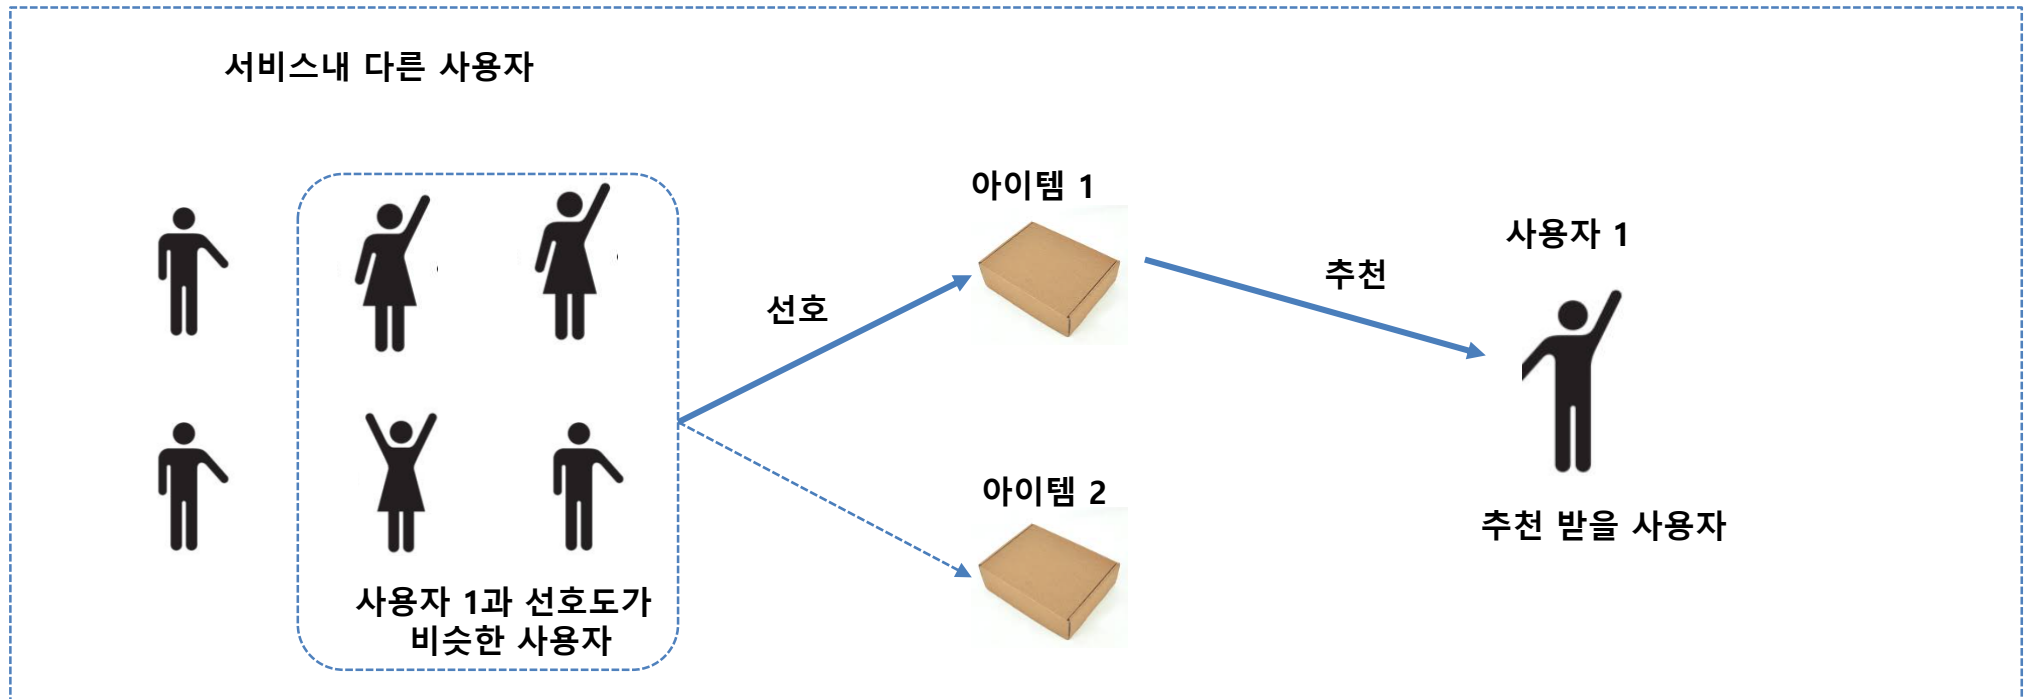 서비스내 다른 사용자
아이템 1
사용자 1
추천
선호
아이템 2
추천 받을 사용자
사용자 1과 선호도가
비슷한 사용자